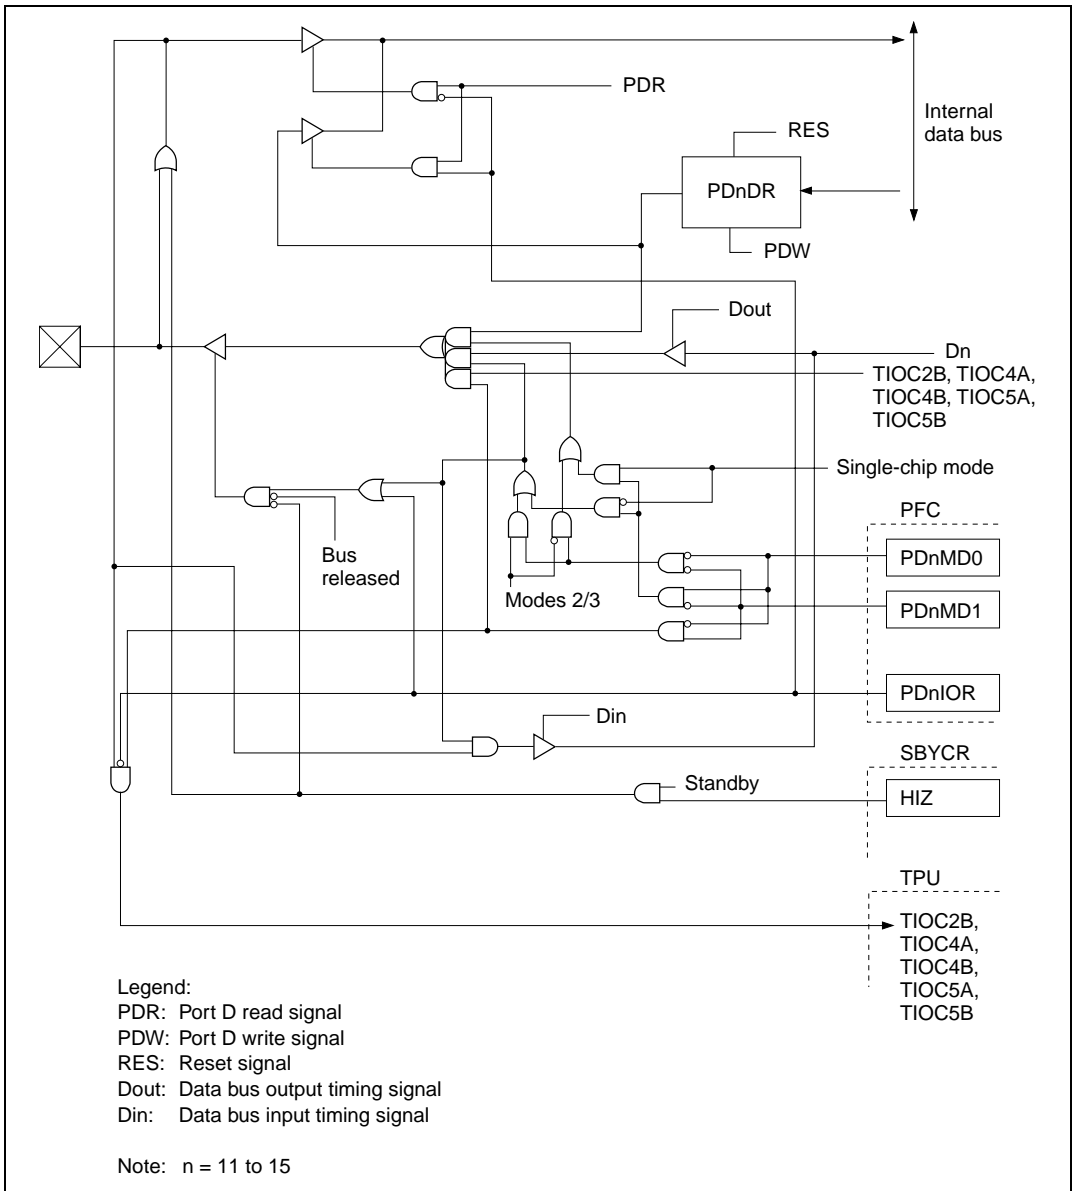 PDR
Internal
data bus
RES
PDnDR
PDW
Dout
Dn
TIOC2B, TIOC4A,
TIOC4B, TIOC5A,
TIOC5B
Single-chip mode
PFC
Bus
released
PDnMD0
Modes 2/3
PDnMD1
PDnIOR
Din
SBYCR
Standby
HIZ
TPU
TIOC2B,
TIOC4A,
TIOC4B,
TIOC5A,
TIOC5B
Legend:
PDR: Port D read signal
PDW: Port D write signal
RES: Reset signal
Dout: Data bus output timing signal
Din: Data bus input timing signal
Note: n = 11 to 15